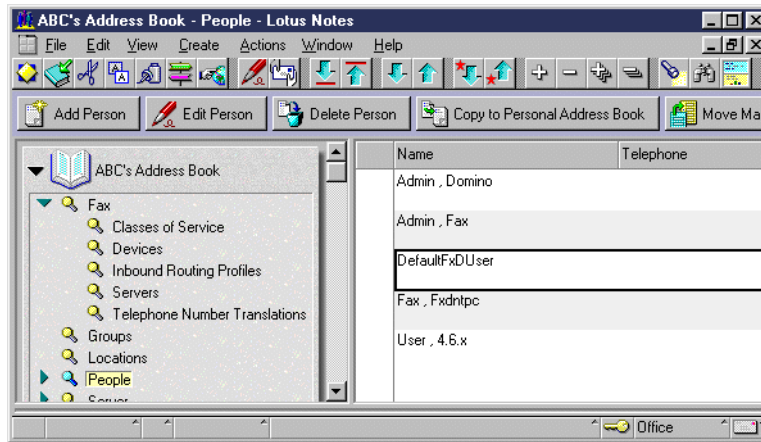 ABC's Address Book - People - Lotus Notes
File Edit View Create Actions Window Help
Add Person Edit Person Delete Person Copy to Personal Address Book Move Ma
ABC's Address Book
Fax
Classes of Service
Devices
Inbound Routing Profiles
Servers
Telephone Number Translations
Groups
Locations
People
Server
Name Telephone
Admin , Domino
Admin , Fax
DefaultFxDUser
Fax , Fxdntpc
User , 4.6.x
Office